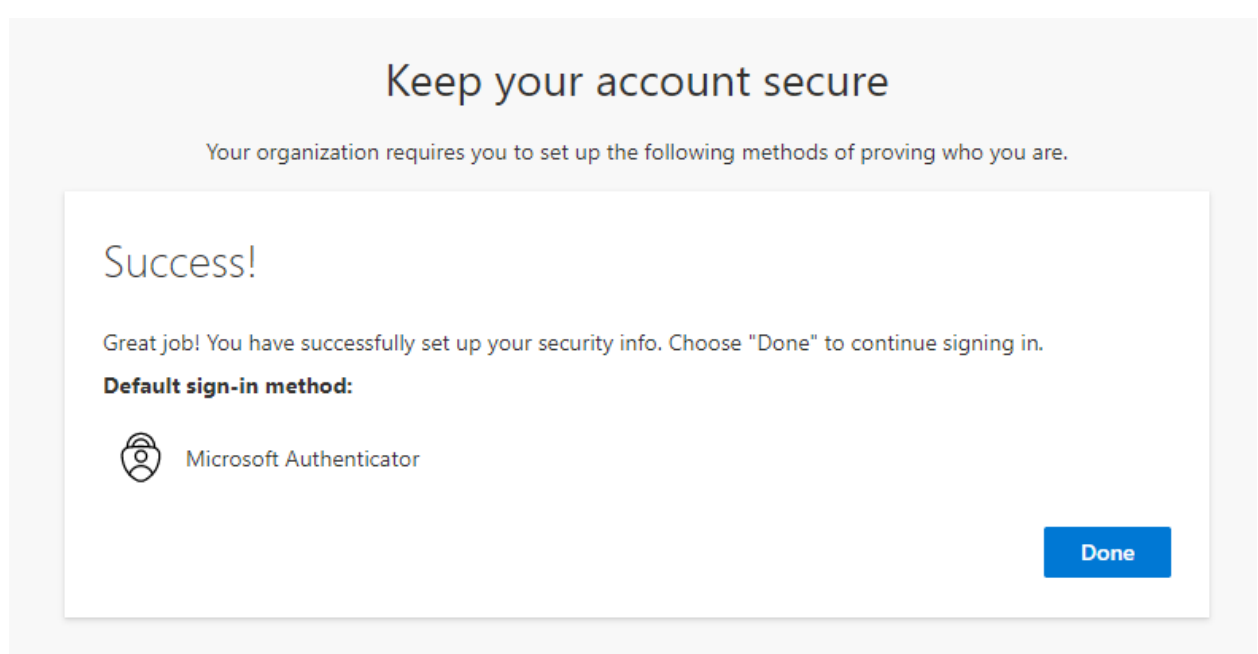 Keep your account secure
Your organization requires you to set up the following methods of proving who you are.
Success!
Great job! You have successfully set up your security info. Choose "Done" to continue signing in.
Default sign-in method:
Microsoft Authenticator
Done